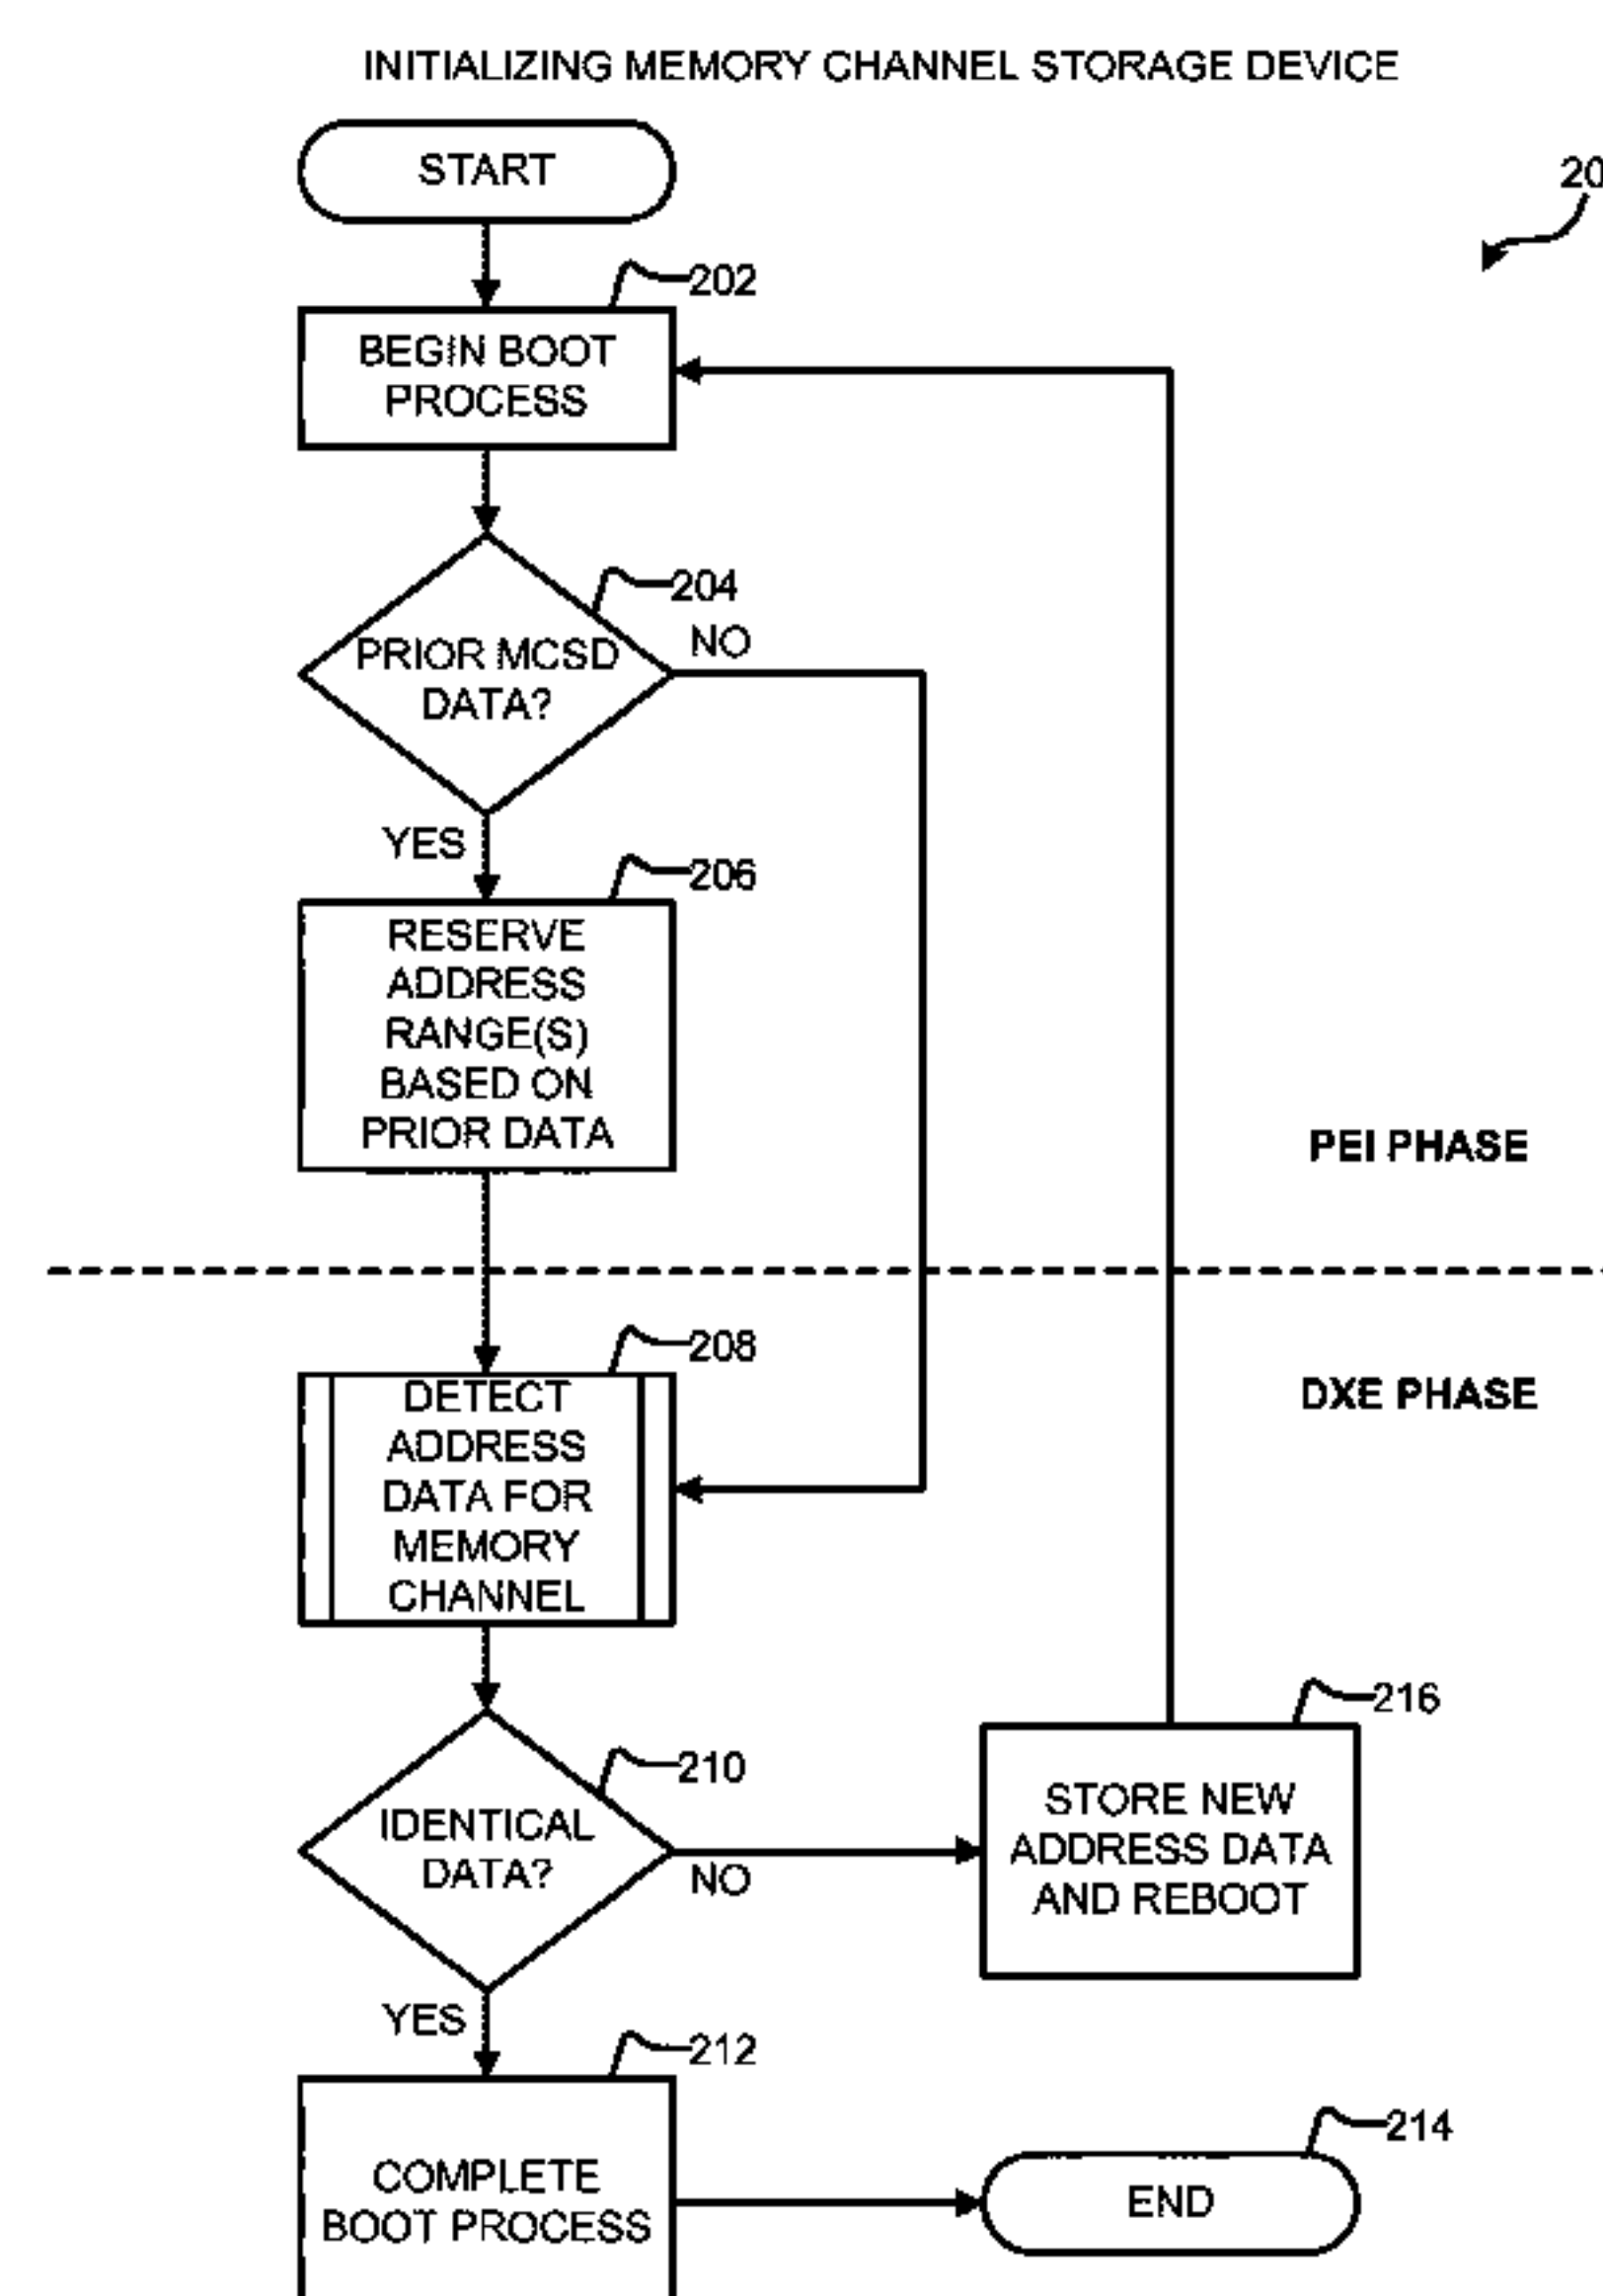 INITIALIZING MEMORY CHANNEL STORAGE DEVICE
START
20
202
BEGIN BOOT
PROCESS
204
NO
PRIOR MCSD
DATA?
YES
206
RESERVE
ADDRESS
RANGE(S)
BASED ON
PRIOR DATA
PEI PHASE
208
DXE PHASE
DETECT
ADDRESS
DATA FOR
MEMORY
CHANNEL
216
210
STORE NEW
ADDRESS DATA
AND REBOOT
IDENTICAL
DATA?
NO
YES
212
214
COMPLETE
BOOT PROCESS
END